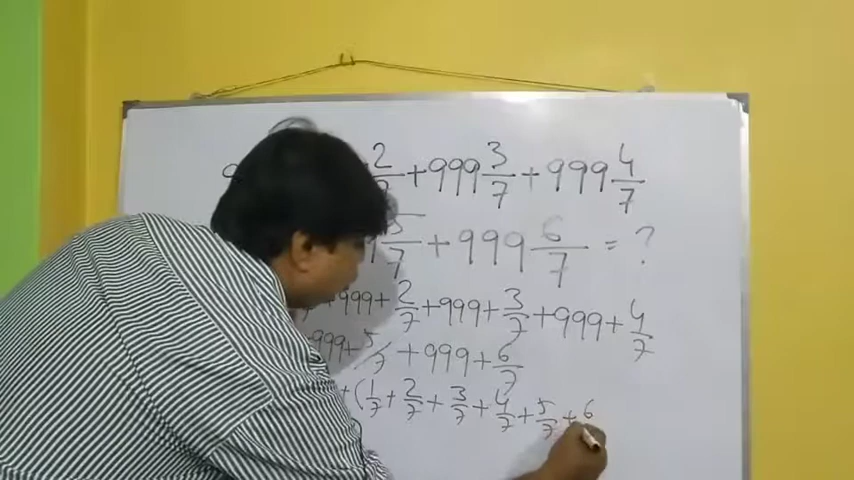 9 2/7 + 999 3/7 + 999 4/7
5/7 + 999 6/7 = ?
+ 999 + 2/7 + 999 + 3/7 + 999 + 4/7
999 + 5/7 + 999 + 6/7
+ (1/7 + 2/7 + 3/7 + 4/7 + 5/7 + 6